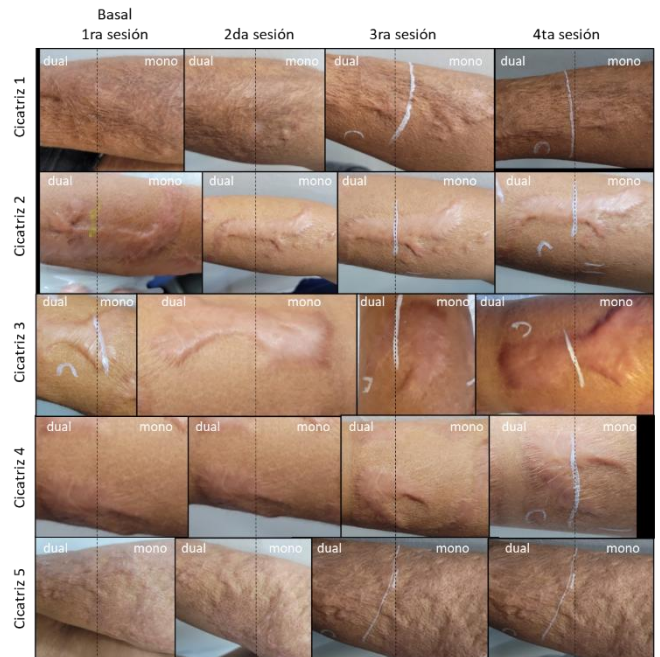 Basal
1ra sesión 2da sesión 3ra sesión 4ta sesión
Cicatriz 1
dual mono dual mono dual mono dual mono
Cicatriz 2
dual mono dual mono dual mono dual mono
Cicatriz 3
dual mono dual mono dual mono dual mono
Cicatriz 4
dual mono dual mono dual mono dual mono
Cicatriz 5
dual mono dual mono dual mono dual mono